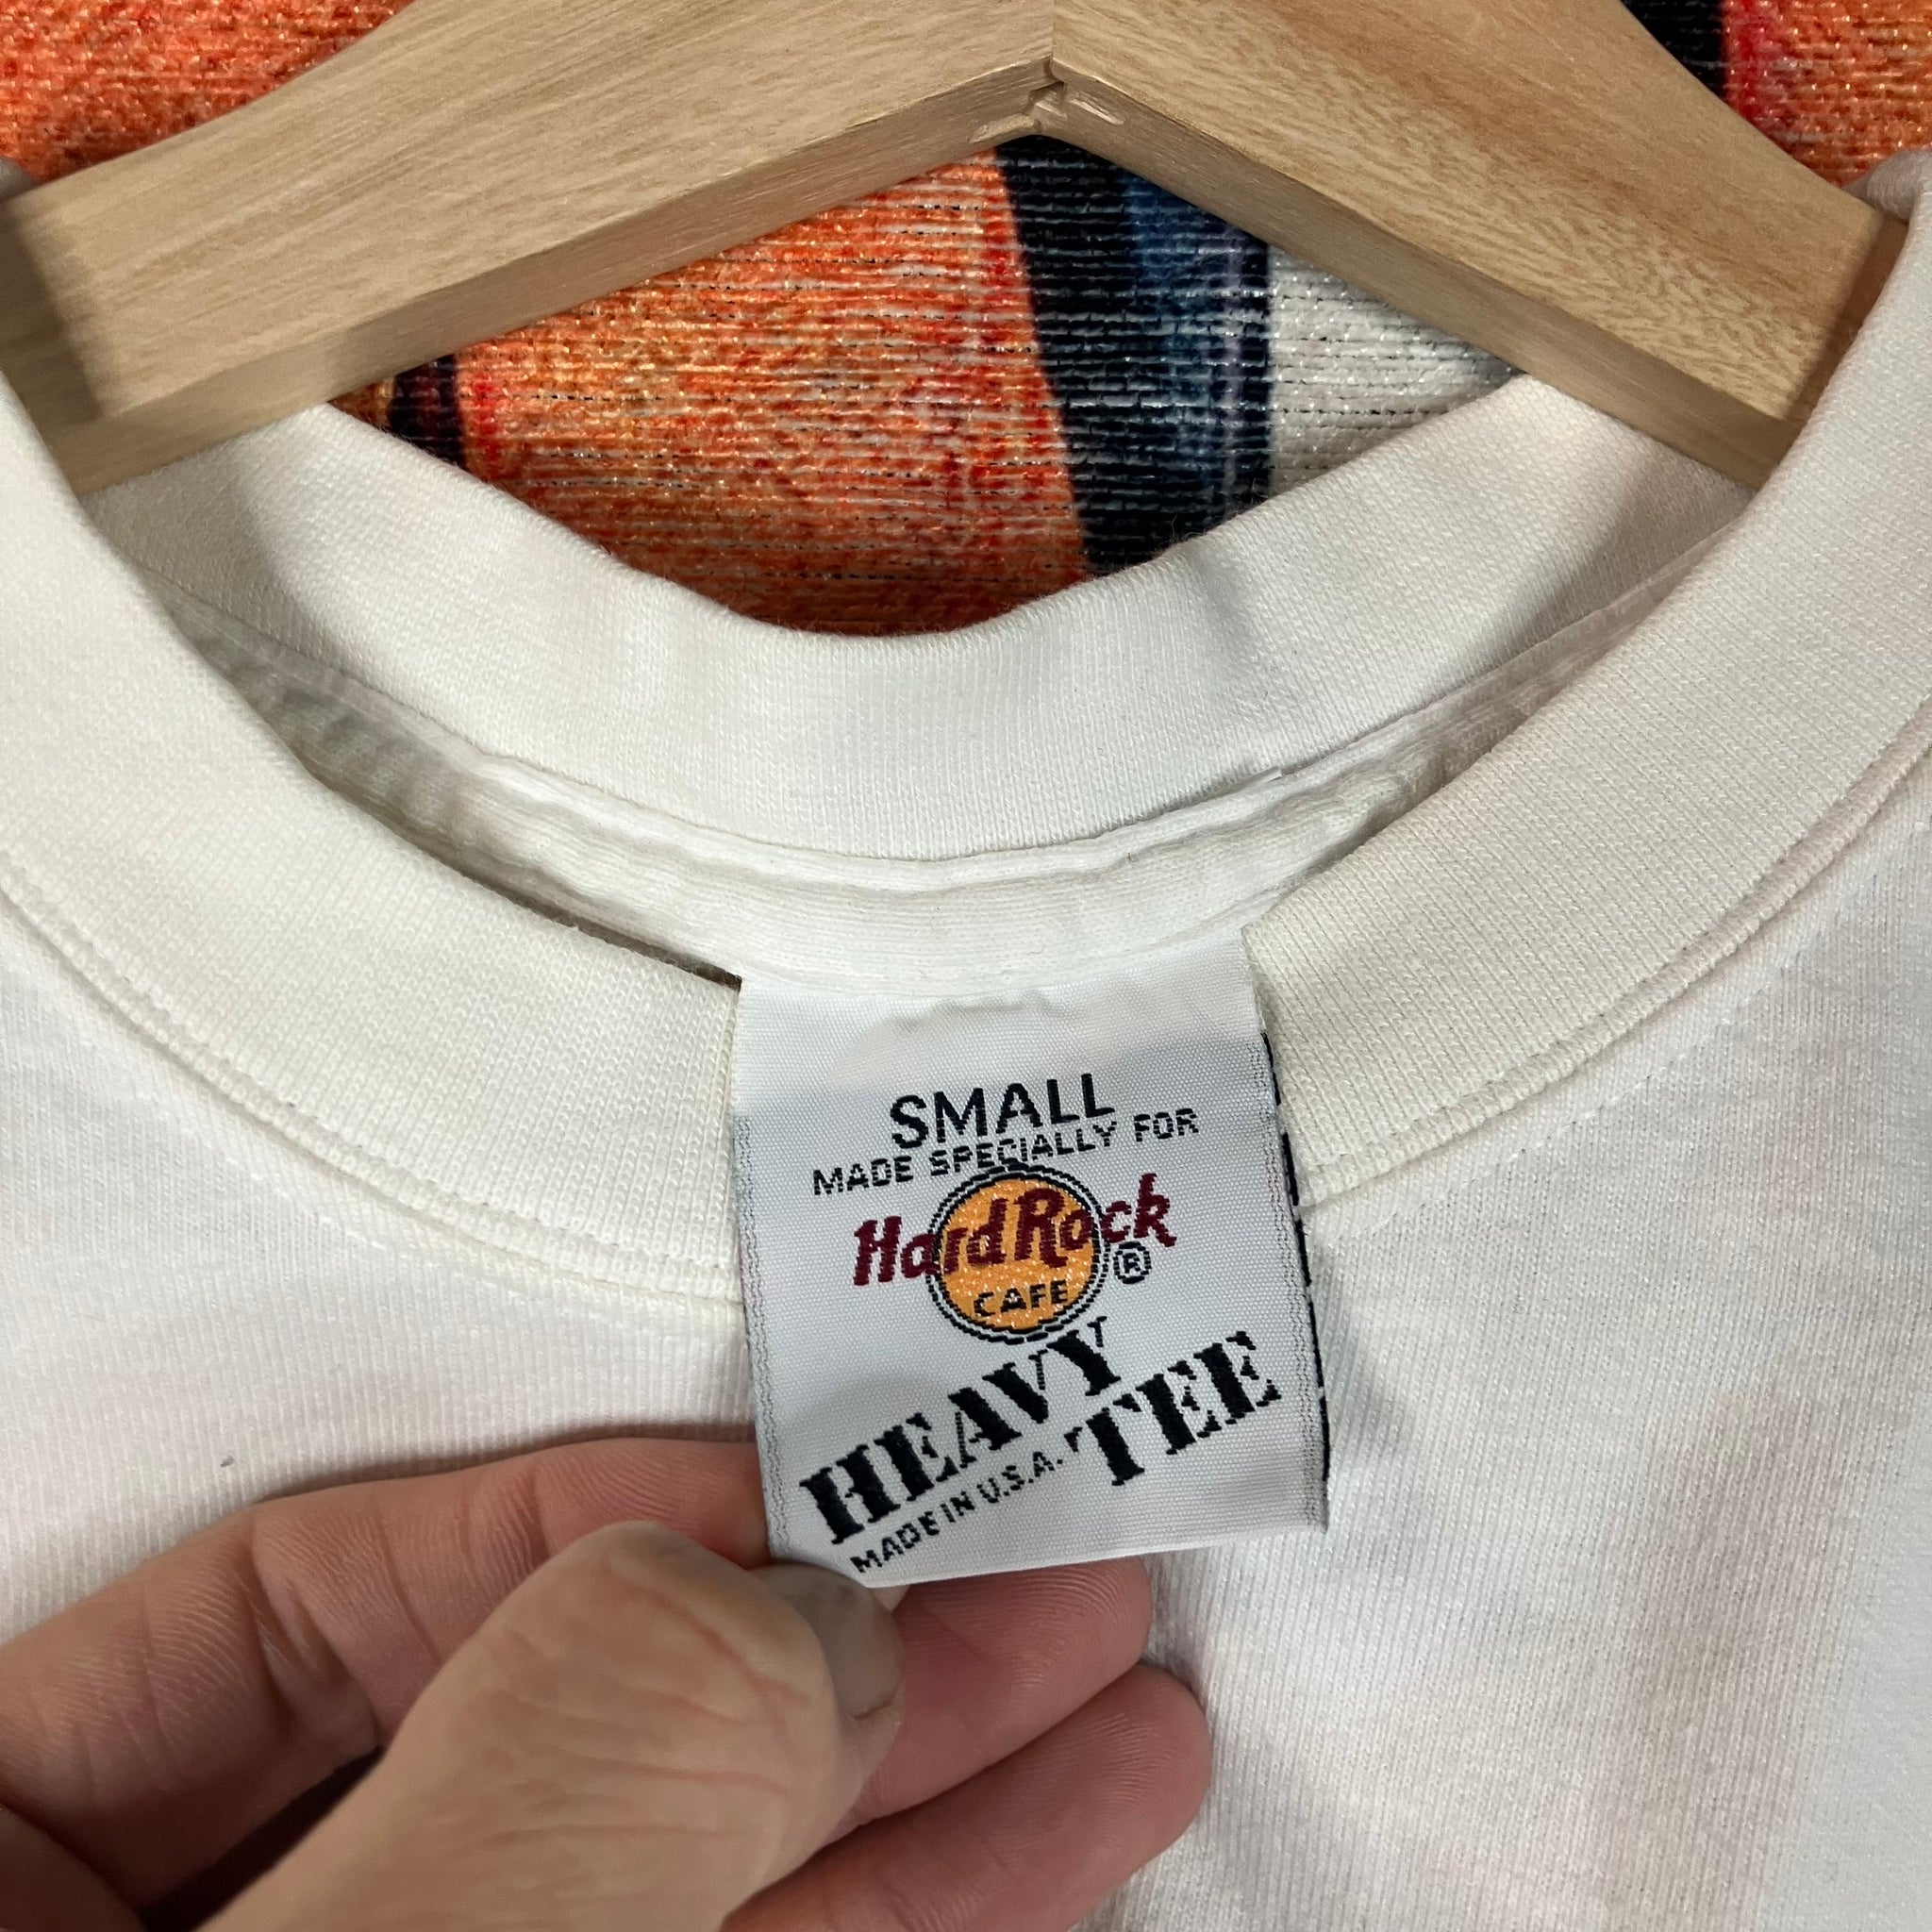 SMALL
MADE SPECIALLY FOR
Hard Rock
CAFE ®
HEAVY
TEE
MADE IN U.S.A.